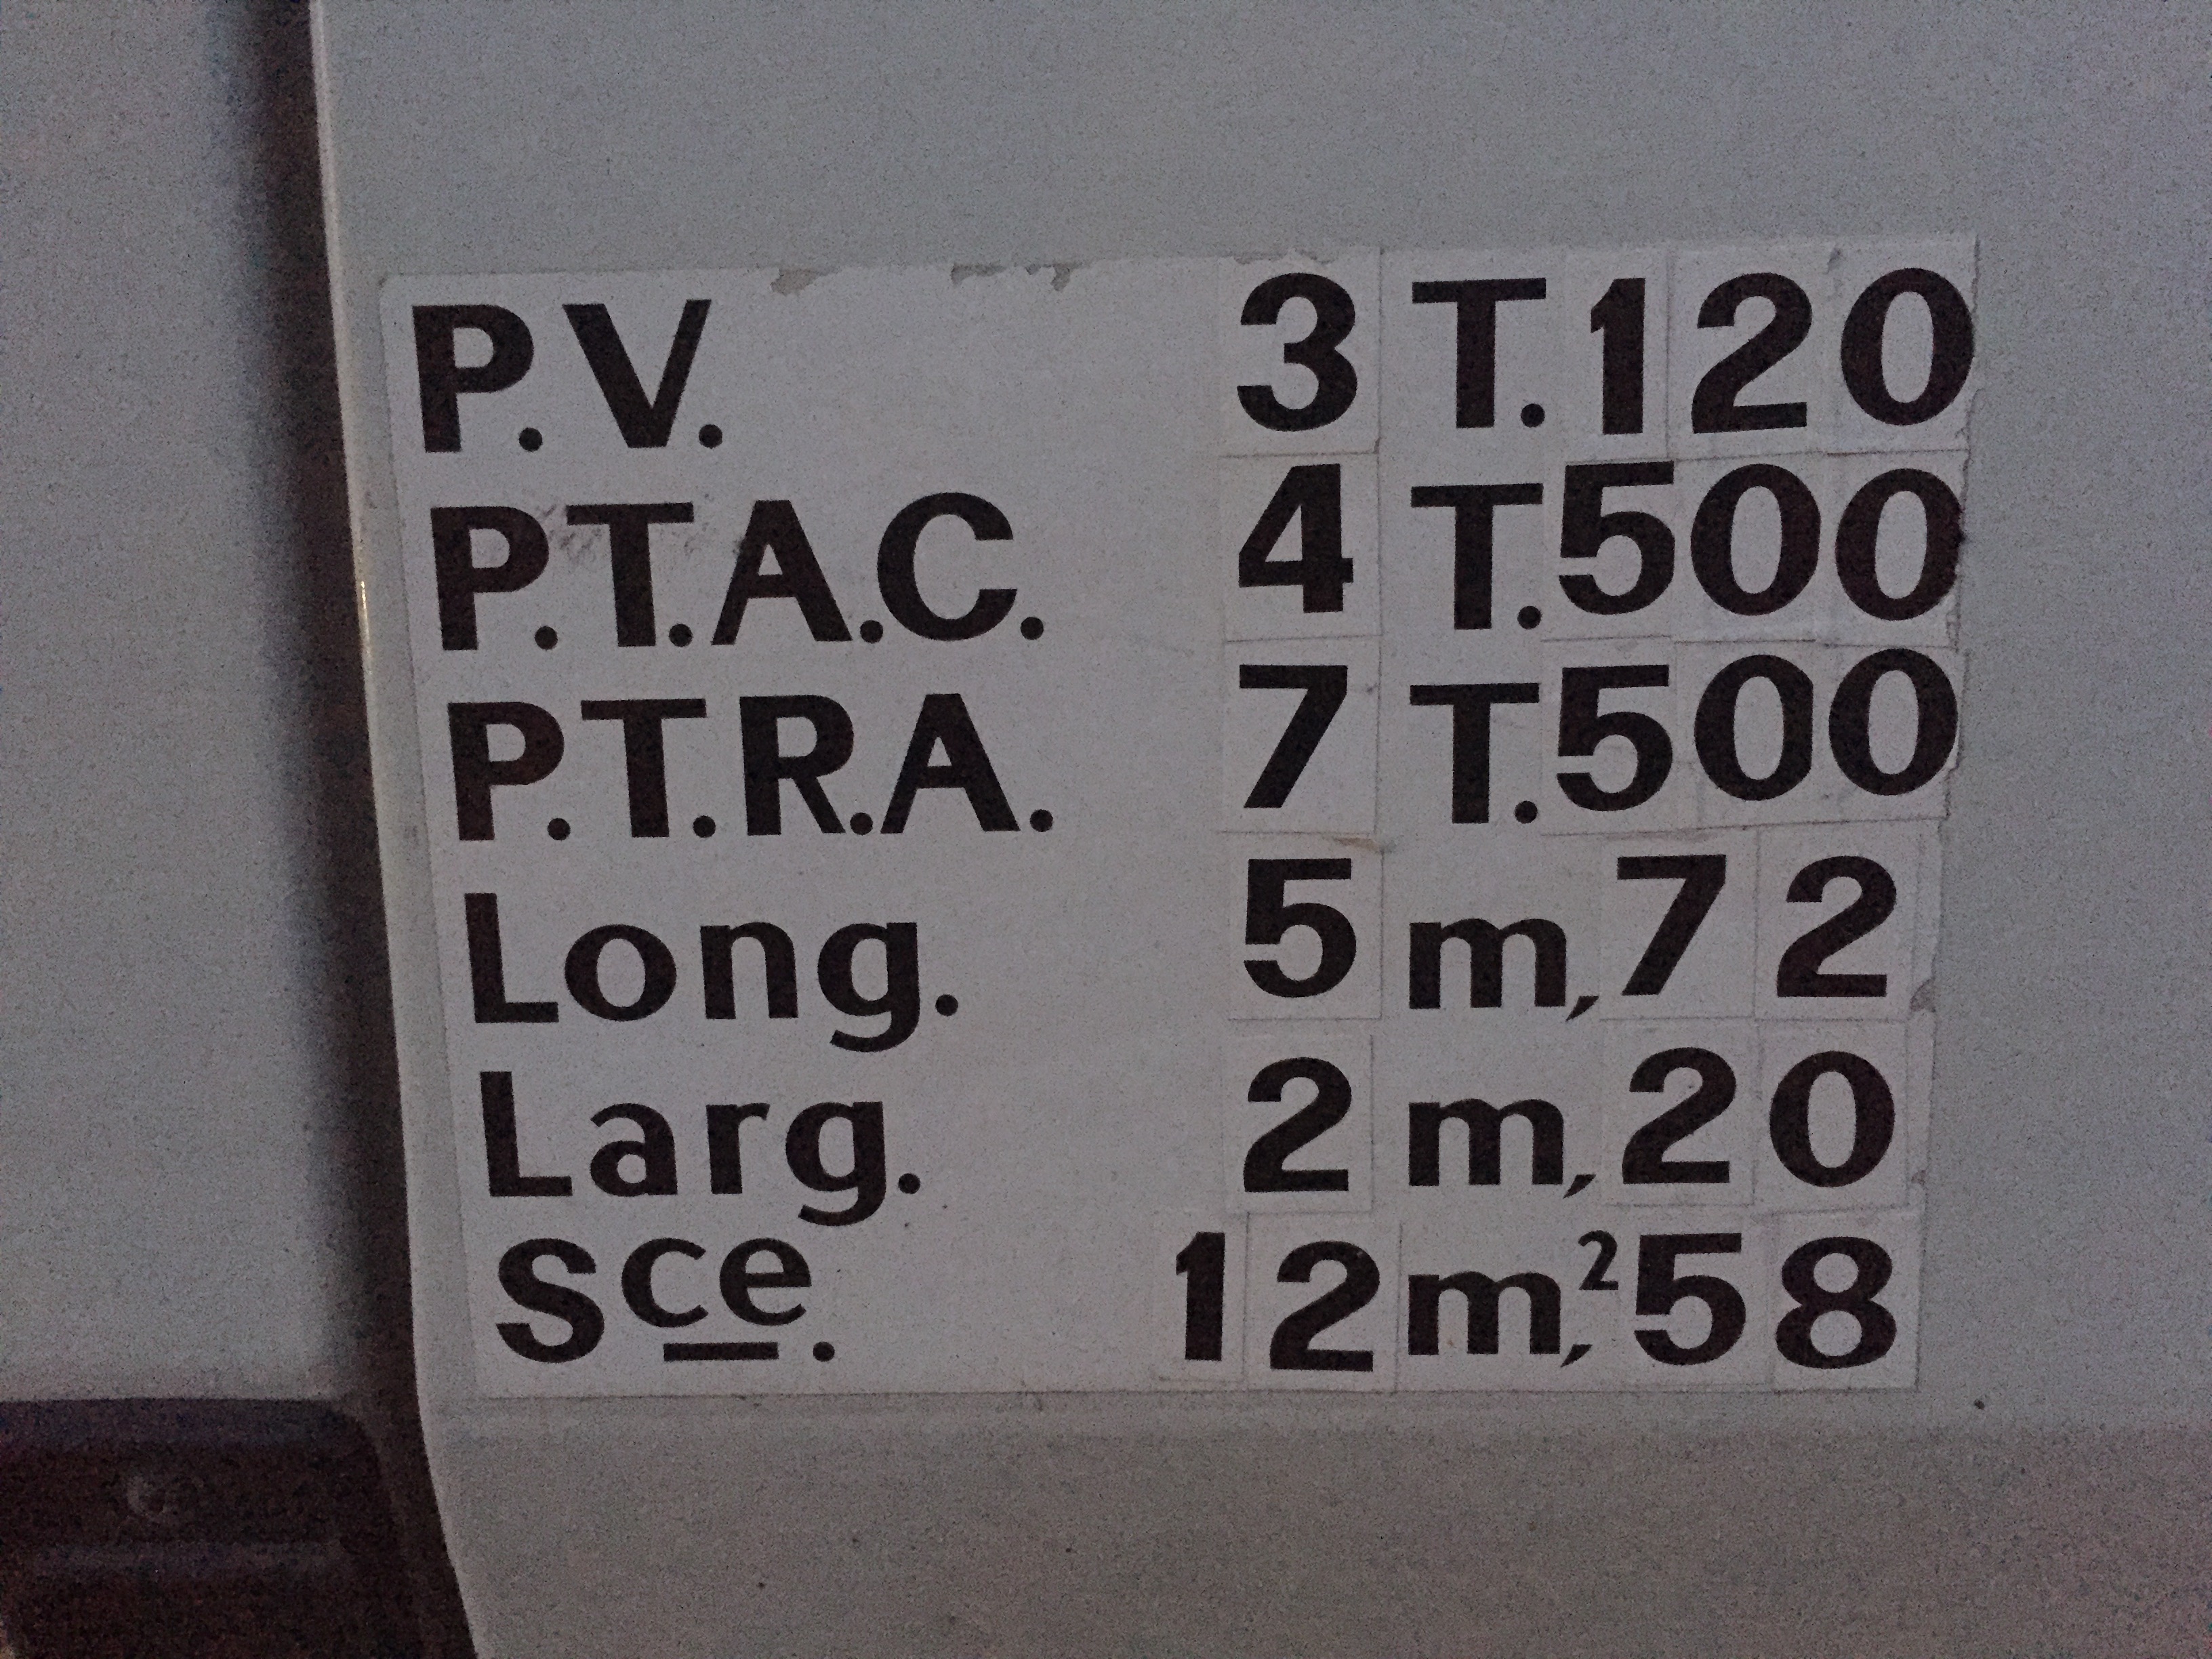 P.V. 3 T.120
P.T.A.C. 4 T.500
P.T.R.A. 7 T.500
Long. 5 m,72
Larg. 2 m,20
Sce. 12 m,²58